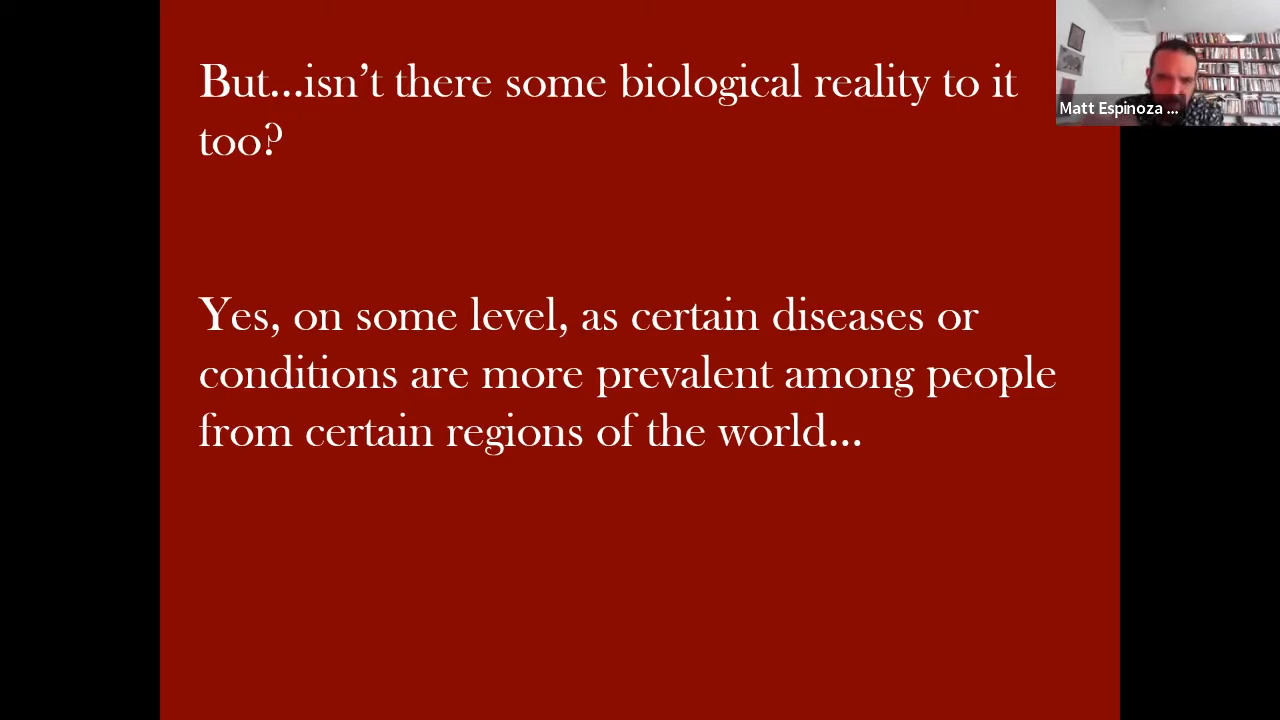 But...isn’t there some biological reality to it
too?
Yes, on some level, as certain diseases or
conditions are more prevalent among people
from certain regions of the world...
Matt Espinoza ...